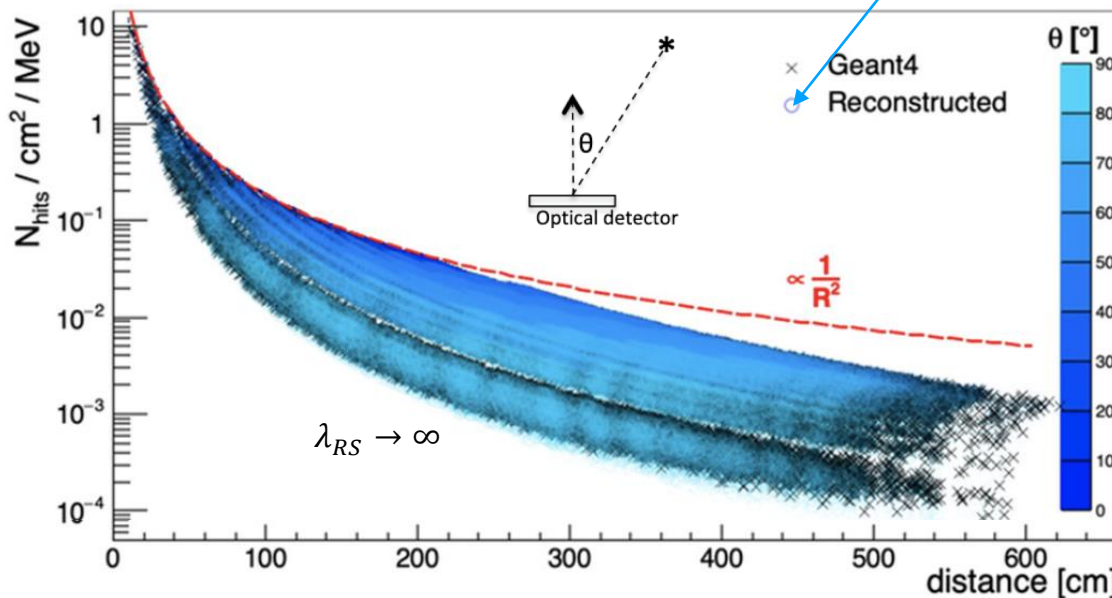 N_hits / cm² / MeV
10
1
10⁻¹
10⁻²
10⁻³
10⁻⁴
*
θ
Optical detector
× Geant4
○ Reconstructed
∝ 1/R²
λ_RS → ∞
θ [°]
90
80
70
60
50
40
30
20
10
0
0 100 200 300 400 500 600
distance [cm]